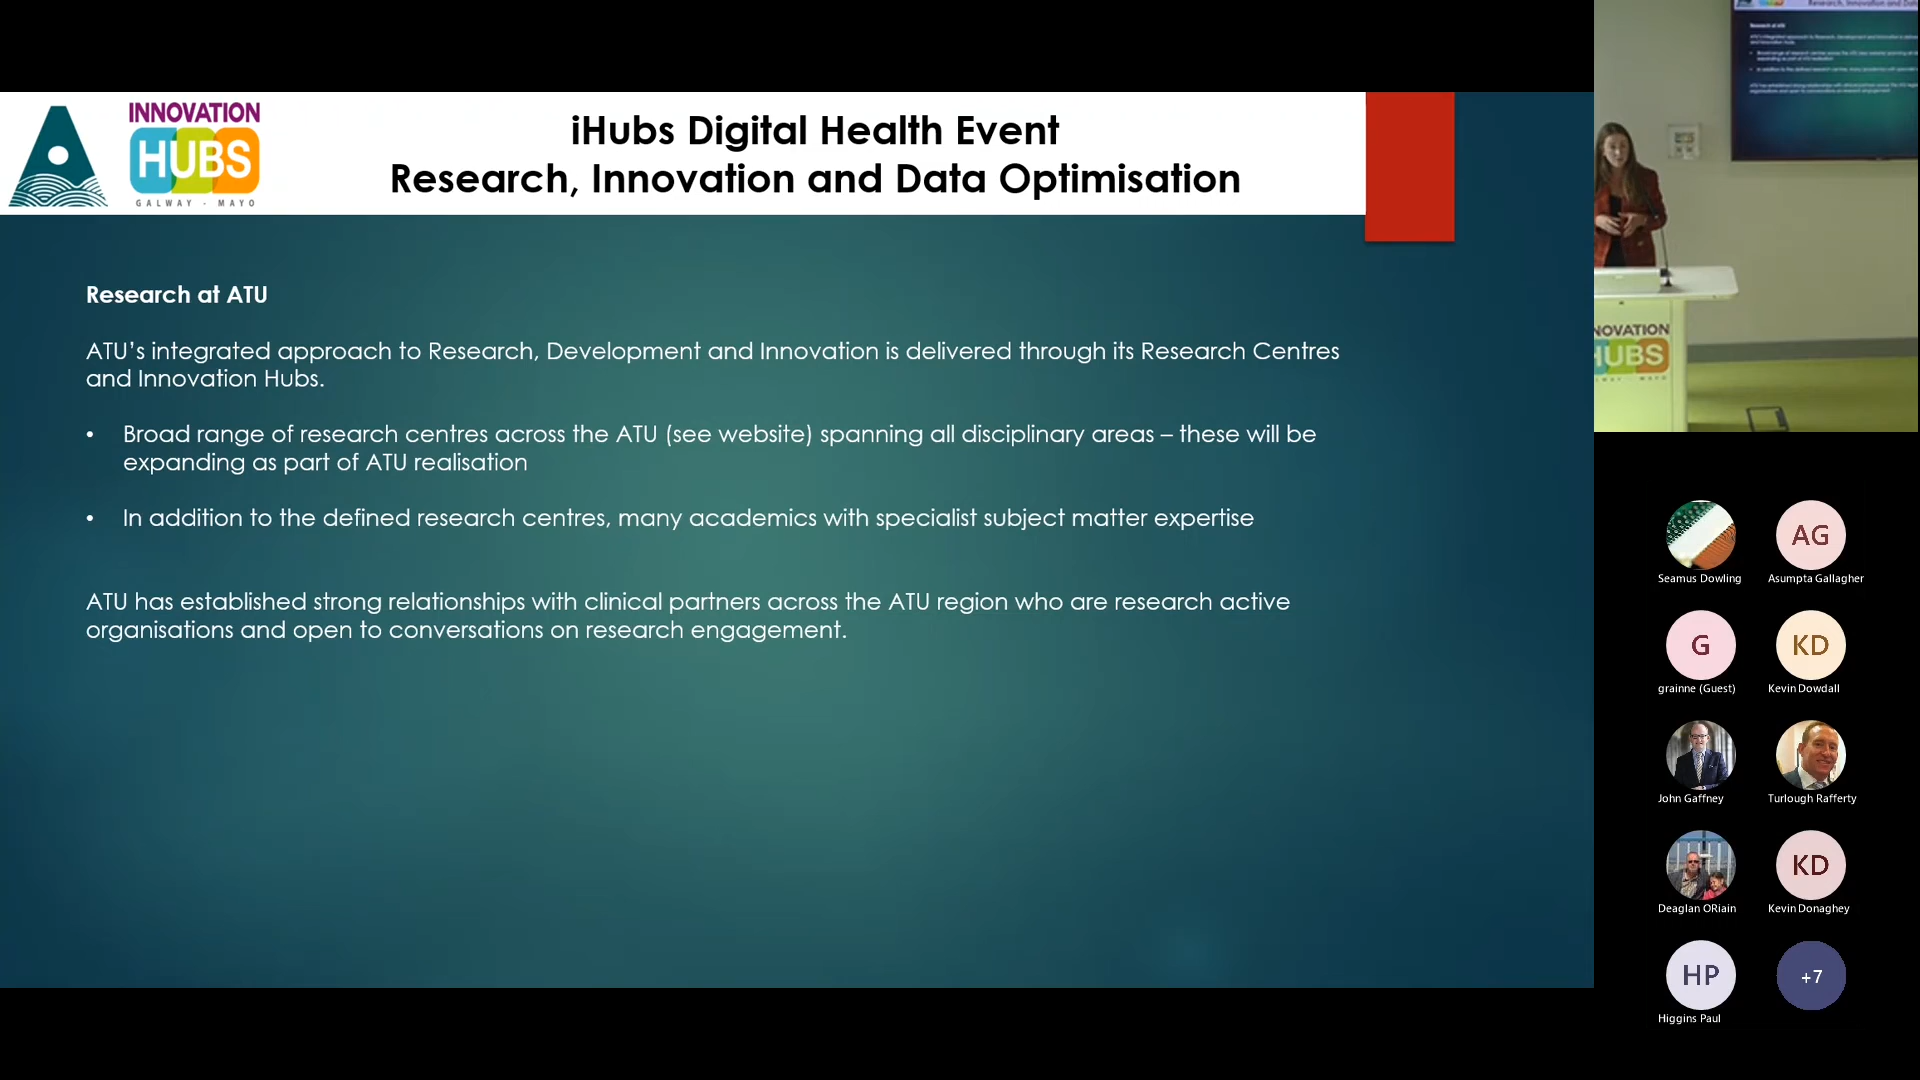 INNOVATION
HUBS
GALWAY - MAYO
iHubs Digital Health Event
Research, Innovation and Data Optimisation
Research at ATU
ATU's integrated approach to Research, Development and Innovation is delivered through its Research Centres
and Innovation Hubs.
• Broad range of research centres across the ATU (see website) spanning all disciplinary areas – these will be
expanding as part of ATU realisation
• In addition to the defined research centres, many academics with specialist subject matter expertise
ATU has established strong relationships with clinical partners across the ATU region who are research active
organisations and open to conversations on research engagement.
Research, Innovation and Dat
NOVATION
HUBS
AG
Seamus Dowling
Asumpta Gallagher
G
KD
grainne (Guest)
Kevin Dowdall
John Gaffney
Turlough Rafferty
KD
Deaglan ORiain
Kevin Donaghey
HP
+7
Higgins Paul